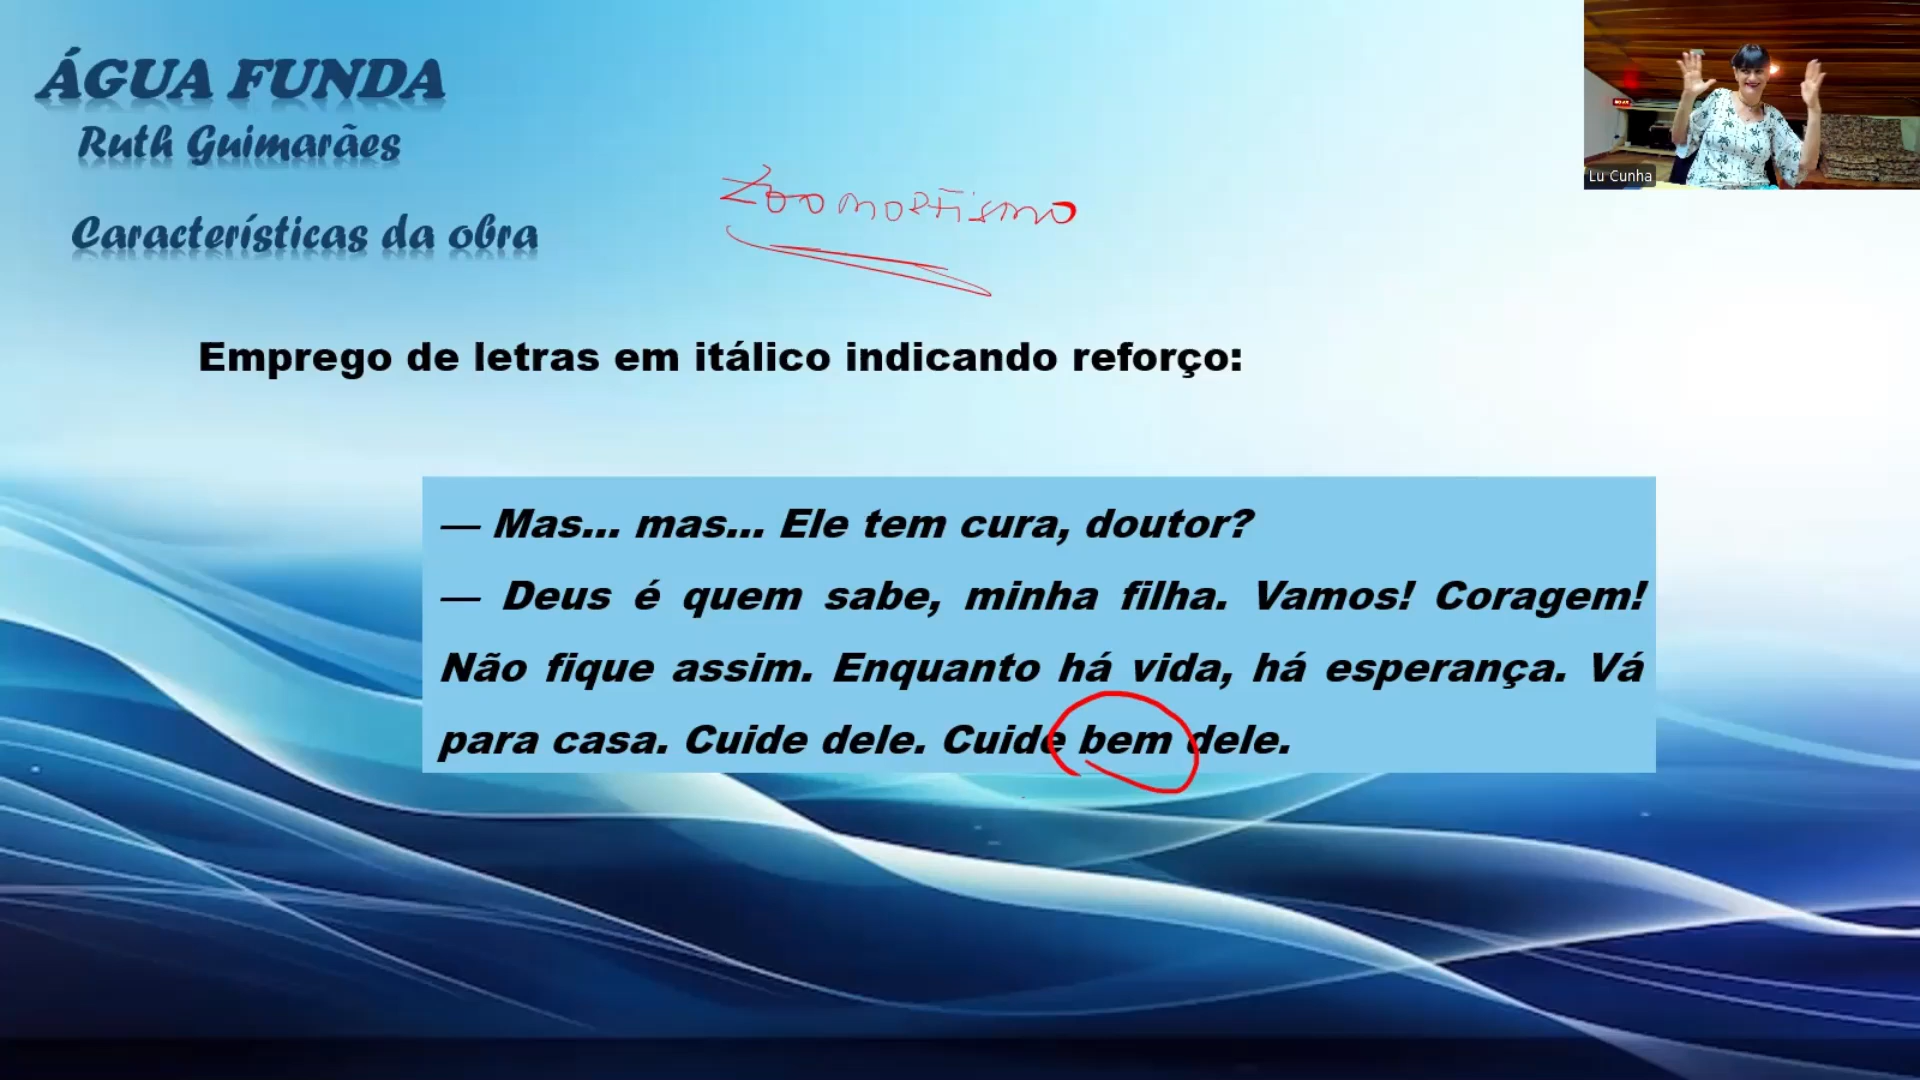 ÁGUA FUNDA
Ruth Guimarães
Características da obra
Zoomorfismo
Lu Cunha
Emprego de letras em itálico indicando reforço:
— Mas... mas... Ele tem cura, doutor?
— Deus é quem sabe, minha filha. Vamos! Coragem!
Não fique assim. Enquanto há vida, há esperança. Vá
para casa. Cuide dele. Cuide bem dele.